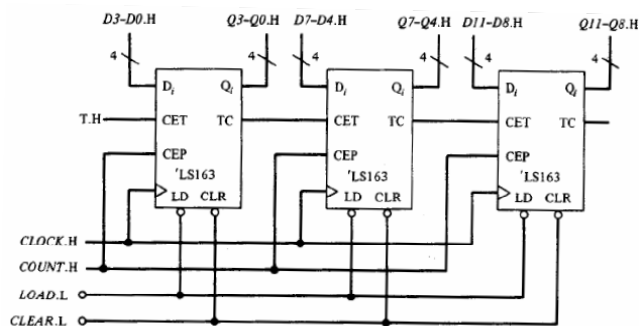 D3-D0.H Q3-Q0.H D7-D4.H Q7-Q4.H D11-D8.H Q11-Q8.H
4 4 4 4 4 4
Di Qi Di Qi Di Qi
T.H CET TC CET TC CET TC
CEP CEP CEP
'LS163 'LS163 'LS163
LD CLR LD CLR LD CLR
CLOCK.H
COUNT.H
LOAD.L
CLEAR.L